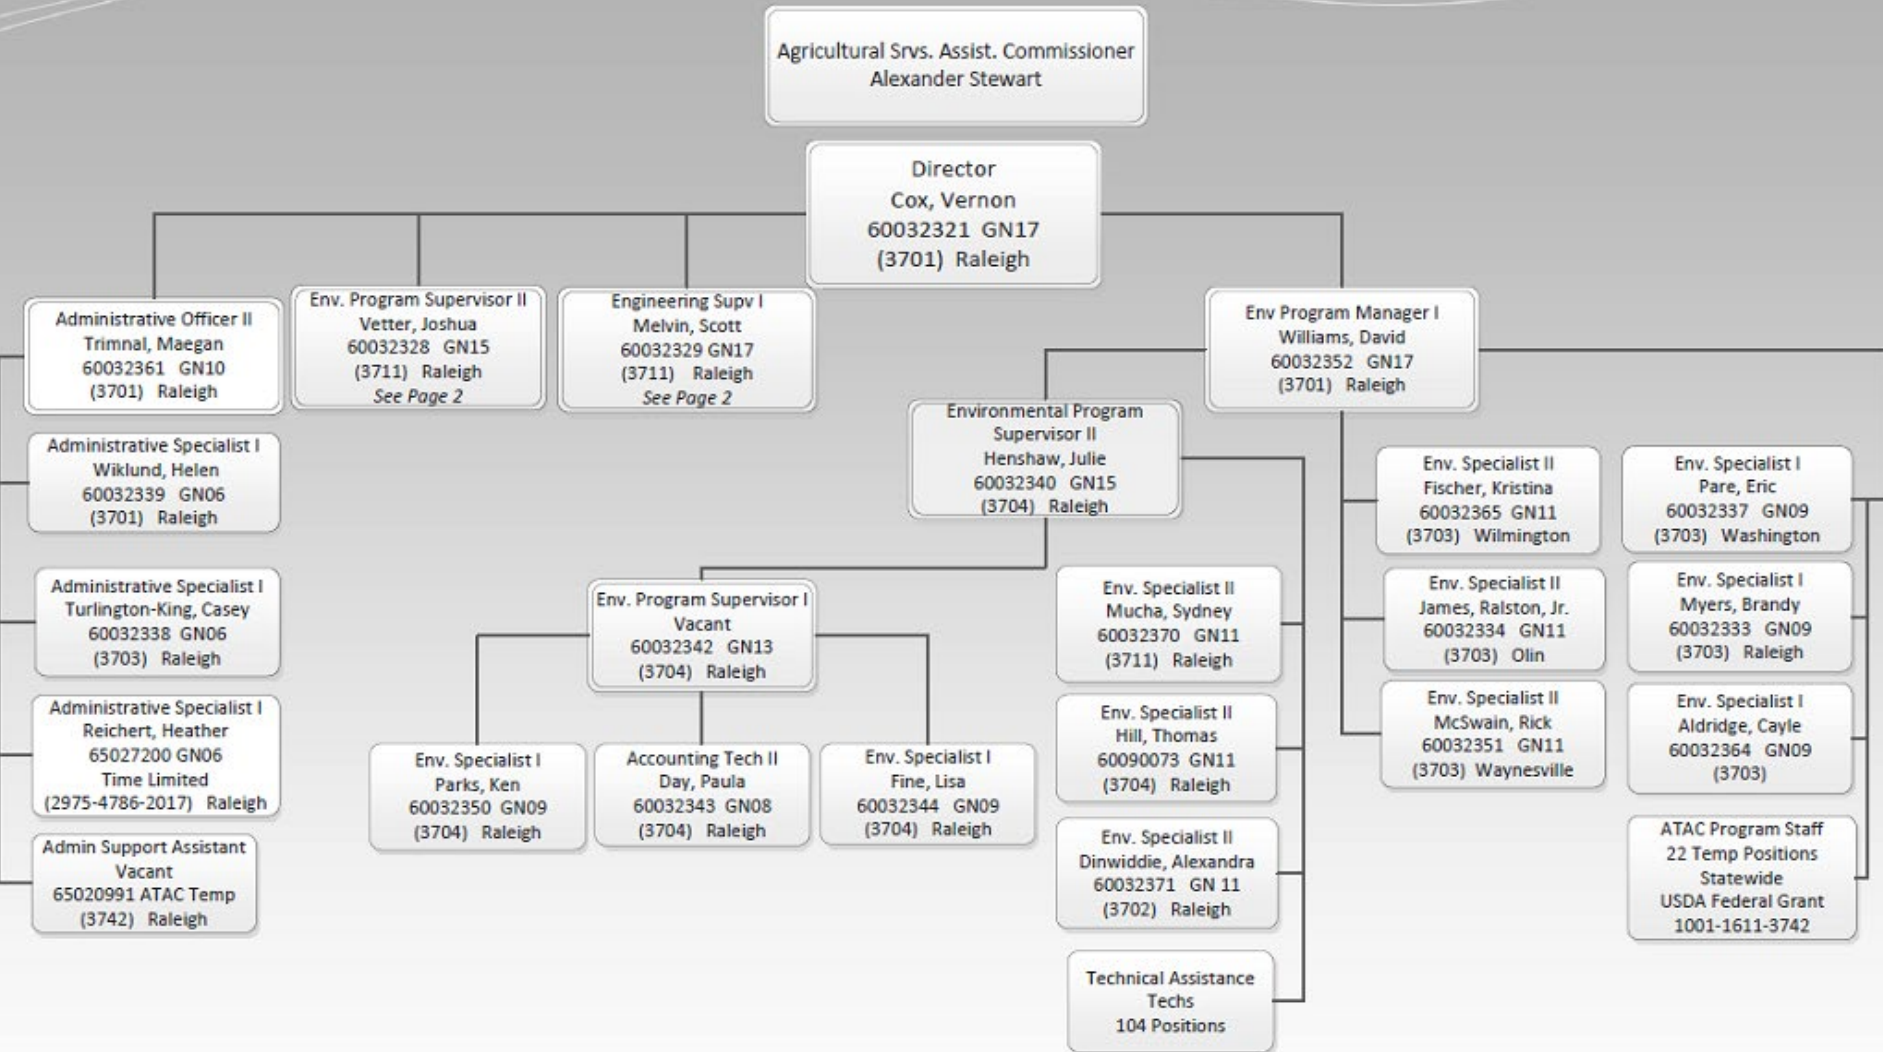 Agricultural Srvs. Assist. Commissioner
Alexander Stewart
Director
Cox, Vernon
60032321 GN17
(3701) Raleigh
Administrative Officer II
Trimnal, Maegan
60032361 GN10
(3701) Raleigh
Env. Program Supervisor II
Vetter, Joshua
60032328 GN15
(3711) Raleigh
See Page 2
Engineering Supv I
Melvin, Scott
60032329 GN17
(3711) Raleigh
See Page 2
Env Program Manager I
Williams, David
60032352 GN17
(3701) Raleigh
Administrative Specialist I
Wiklund, Helen
60032339 GN06
(3701) Raleigh
Administrative Specialist I
Turlington-King, Casey
60032338 GN06
(3703) Raleigh
Administrative Specialist I
Reichert, Heather
65027200 GN06
Time Limited
(2975-4786-2017) Raleigh
Admin Support Assistant
Vacant
65020991 ATAC Temp
(3742) Raleigh
Environmental Program
Supervisor II
Henshaw, Julie
60032340 GN15
(3704) Raleigh
Env. Program Supervisor I
Vacant
60032342 GN13
(3704) Raleigh
Env. Specialist I
Parks, Ken
60032350 GN09
(3704) Raleigh
Accounting Tech II
Day, Paula
60032343 GN08
(3704) Raleigh
Env. Specialist I
Fine, Lisa
60032344 GN09
(3704) Raleigh
Env. Specialist II
Mucha, Sydney
60032370 GN11
(3711) Raleigh
Env. Specialist II
Hill, Thomas
60090073 GN11
(3704) Raleigh
Env. Specialist II
Dinwiddie, Alexandra
60032371 GN 11
(3702) Raleigh
Technical Assistance
Techs
104 Positions
Env. Specialist II
Fischer, Kristina
60032365 GN11
(3703) Wilmington
Env. Specialist II
James, Ralston, Jr.
60032334 GN11
(3703) Olin
Env. Specialist II
McSwain, Rick
60032351 GN11
(3703) Waynesville
Env. Specialist I
Pare, Eric
60032337 GN09
(3703) Washington
Env. Specialist I
Myers, Brandy
60032333 GN09
(3703) Raleigh
Env. Specialist I
Aldridge, Cayle
60032364 GN09
(3703)
ATAC Program Staff
22 Temp Positions
Statewide
USDA Federal Grant
1001-1611-3742